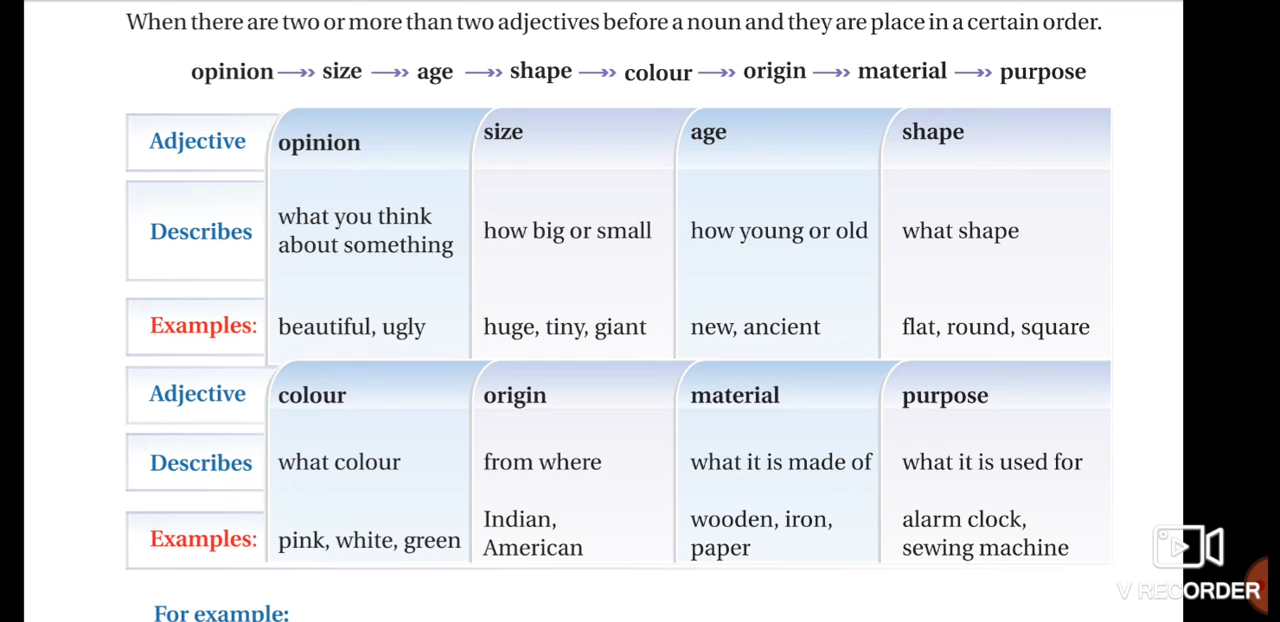 When there are two or more than two adjectives before a noun and they are place in a certain order.
opinion →» size →» age →» shape →» colour →» origin →» material →» purpose
Adjective opinion size age shape
Describes what you think about something how big or small how young or old what shape
Examples: beautiful, ugly huge, tiny, giant new, ancient flat, round, square
Adjective colour origin material purpose
Describes what colour from where what it is made of what it is used for
Examples: pink, white, green Indian, American wooden, iron, paper alarm clock, sewing machine
For example:
V RECORDER